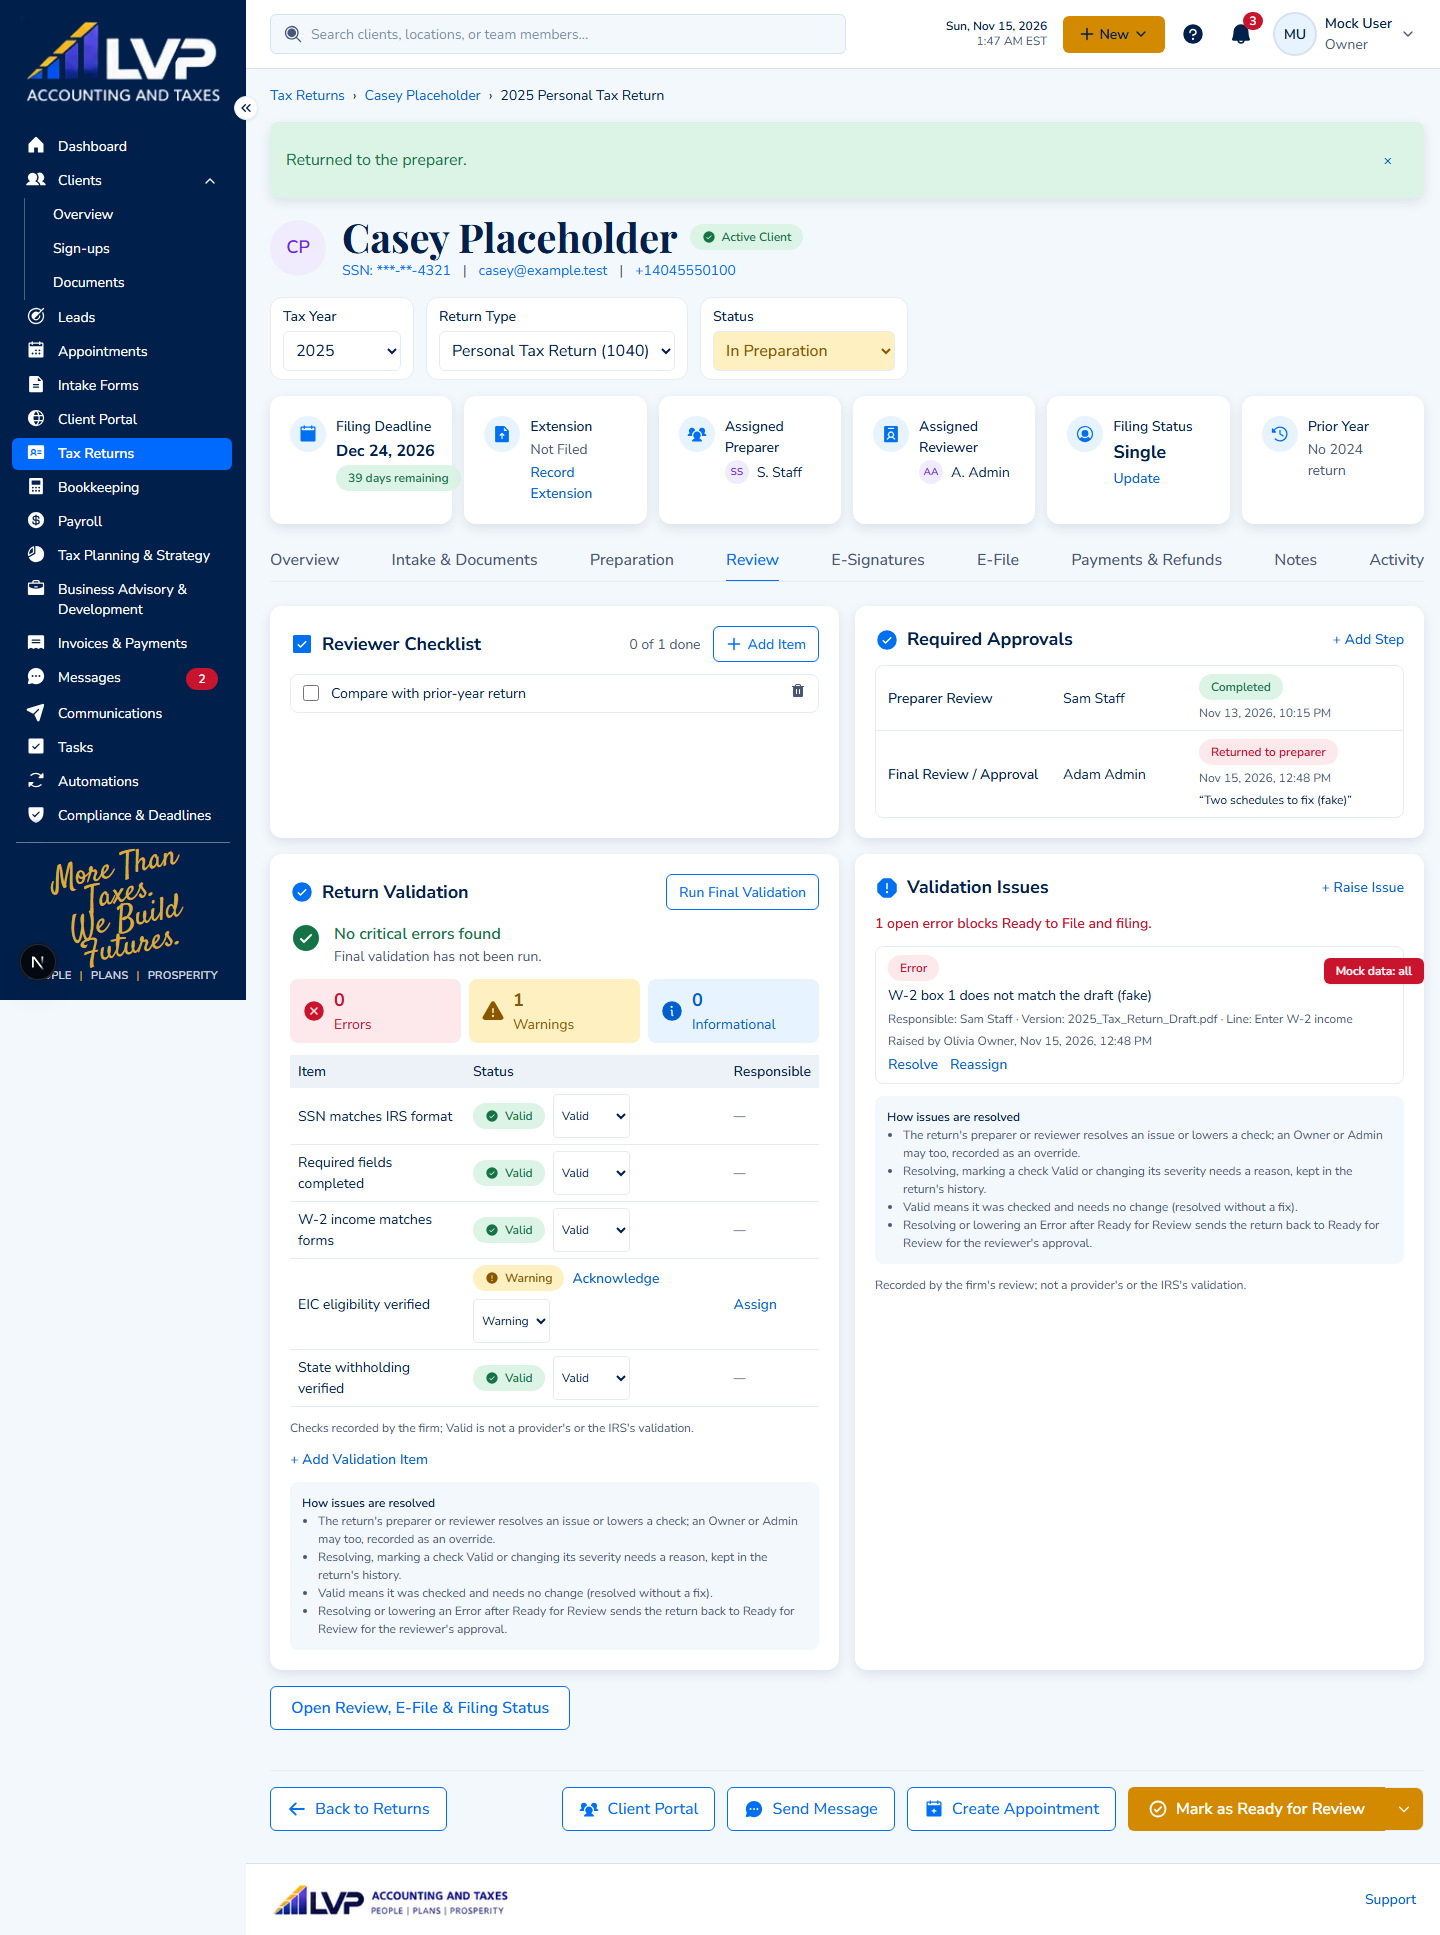 LVP
ACCOUNTING AND TAXES
Search clients, locations, or team members...
Sun, Nov 15, 2026
1:47 AM EST
New
3
MU
Mock User
Owner
Dashboard
Clients
Overview
Sign-ups
Documents
Leads
Appointments
Intake Forms
Client Portal
Tax Returns
Bookkeeping
Payroll
Tax Planning & Strategy
Business Advisory &
Development
Invoices & Payments
Messages
2
Communications
Tasks
Automations
Compliance & Deadlines
More Than
Taxes.
We Build
Futures.
N
PLE | PLANS | PROSPERITY
Tax Returns › Casey Placeholder › 2025 Personal Tax Return
Returned to the preparer.
×
CP
Casey Placeholder
Active Client
SSN: ***-**-4321 | casey@example.test | +14045550100
Tax Year
2025
Return Type
Personal Tax Return (1040)
Status
In Preparation
Filing Deadline
Dec 24, 2026
39 days remaining
Extension
Not Filed
Record
Extension
Assigned
Preparer
SS S. Staff
Assigned
Reviewer
AA A. Admin
Filing Status
Single
Update
Prior Year
No 2024
return
Overview
Intake & Documents
Preparation
Review
E-Signatures
E-File
Payments & Refunds
Notes
Activity
Reviewer Checklist
0 of 1 done
Add Item
Compare with prior-year return
Required Approvals
+ Add Step
Preparer Review
Sam Staff
Completed
Nov 13, 2026, 10:15 PM
Final Review / Approval
Adam Admin
Returned to preparer
Nov 15, 2026, 12:48 PM
“Two schedules to fix (fake)”
Return Validation
Run Final Validation
No critical errors found
Final validation has not been run.
0
Errors
1
Warnings
0
Informational
Item Status Responsible
SSN matches IRS format Valid Valid —
Required fields
completed
Valid Valid —
W-2 income matches
forms
Valid Valid —
EIC eligibility verified
Warning Acknowledge
Warning
Assign
State withholding
verified
Valid Valid —
Checks recorded by the firm; Valid is not a provider's or the IRS's validation.
+ Add Validation Item
How issues are resolved
• The return's preparer or reviewer resolves an issue or lowers a check; an Owner or Admin
may too, recorded as an override.
• Resolving, marking a check Valid or changing its severity needs a reason, kept in the
return's history.
• Valid means it was checked and needs no change (resolved without a fix).
• Resolving or lowering an Error after Ready for Review sends the return back to Ready for
Review for the reviewer's approval.
Validation Issues
+ Raise Issue
1 open error blocks Ready to File and filing.
Error
Mock data: all
W-2 box 1 does not match the draft (fake)
Responsible: Sam Staff · Version: 2025_Tax_Return_Draft.pdf · Line: Enter W-2 income
Raised by Olivia Owner, Nov 15, 2026, 12:48 PM
Resolve Reassign
How issues are resolved
• The return's preparer or reviewer resolves an issue or lowers a check; an Owner or Admin
may too, recorded as an override.
• Resolving, marking a check Valid or changing its severity needs a reason, kept in the
return's history.
• Valid means it was checked and needs no change (resolved without a fix).
• Resolving or lowering an Error after Ready for Review sends the return back to Ready for
Review for the reviewer's approval.
Recorded by the firm's review; not a provider's or the IRS's validation.
Open Review, E-File & Filing Status
Back to Returns
Client Portal
Send Message
Create Appointment
Mark as Ready for Review
LVP
ACCOUNTING AND TAXES
PEOPLE | PLANS | PROSPERITY
Support